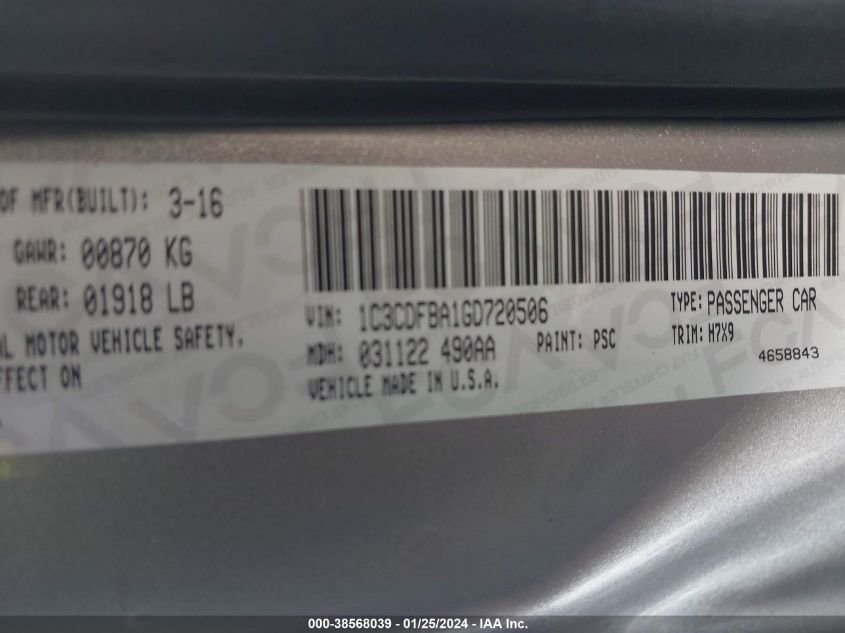 OF MFR(BUILT): 3-16
GAWR: 00870 KG
REAR: 01918 LB
AL MOTOR VEHICLE SAFETY.
EFFECT ON
VIN: 1C3CDFBA1GD720506
TYPE: PASSENGER CAR
MDH: 031122 490AA
PAINT: PSC
TRIM: H7X9
VEHICLE MADE IN U.S.A.
4658843
000-38568039 - 01/25/2024 - IAA Inc.